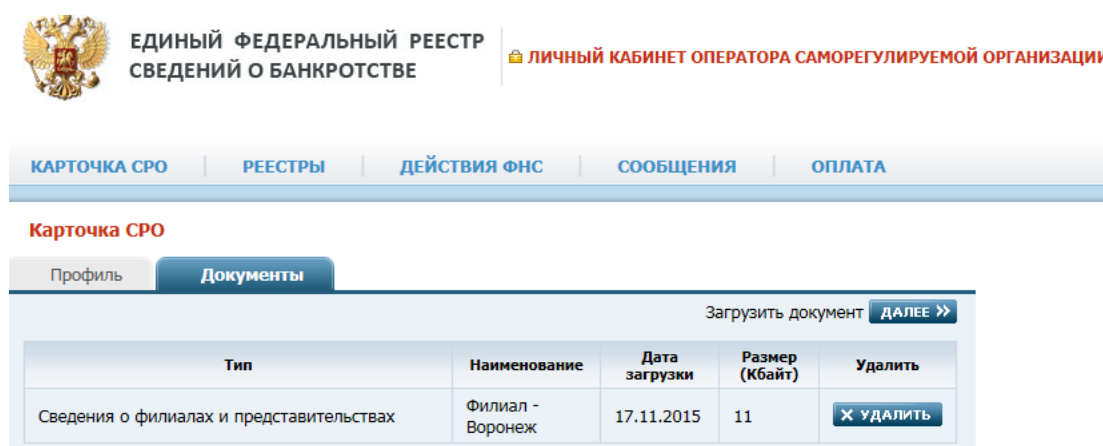 ЕДИНЫЙ ФЕДЕРАЛЬНЫЙ РЕЕСТР
СВЕДЕНИЙ О БАНКРОТСТВЕ
ЛИЧНЫЙ КАБИНЕТ ОПЕРАТОРА САМОРЕГУЛИРУЕМОЙ ОРГАНИЗАЦИИ
КАРТОЧКА СРО РЕЕСТРЫ ДЕЙСТВИЯ ФНС СООБЩЕНИЯ ОПЛАТА
Карточка СРО
Профиль Документы
Загрузить документ ДАЛЕЕ
Тип Наименование Дата загрузки Размер (Кбайт) Удалить
Сведения о филиалах и представительствах Филиал - Воронеж 17.11.2015 11 УДАЛИТЬ